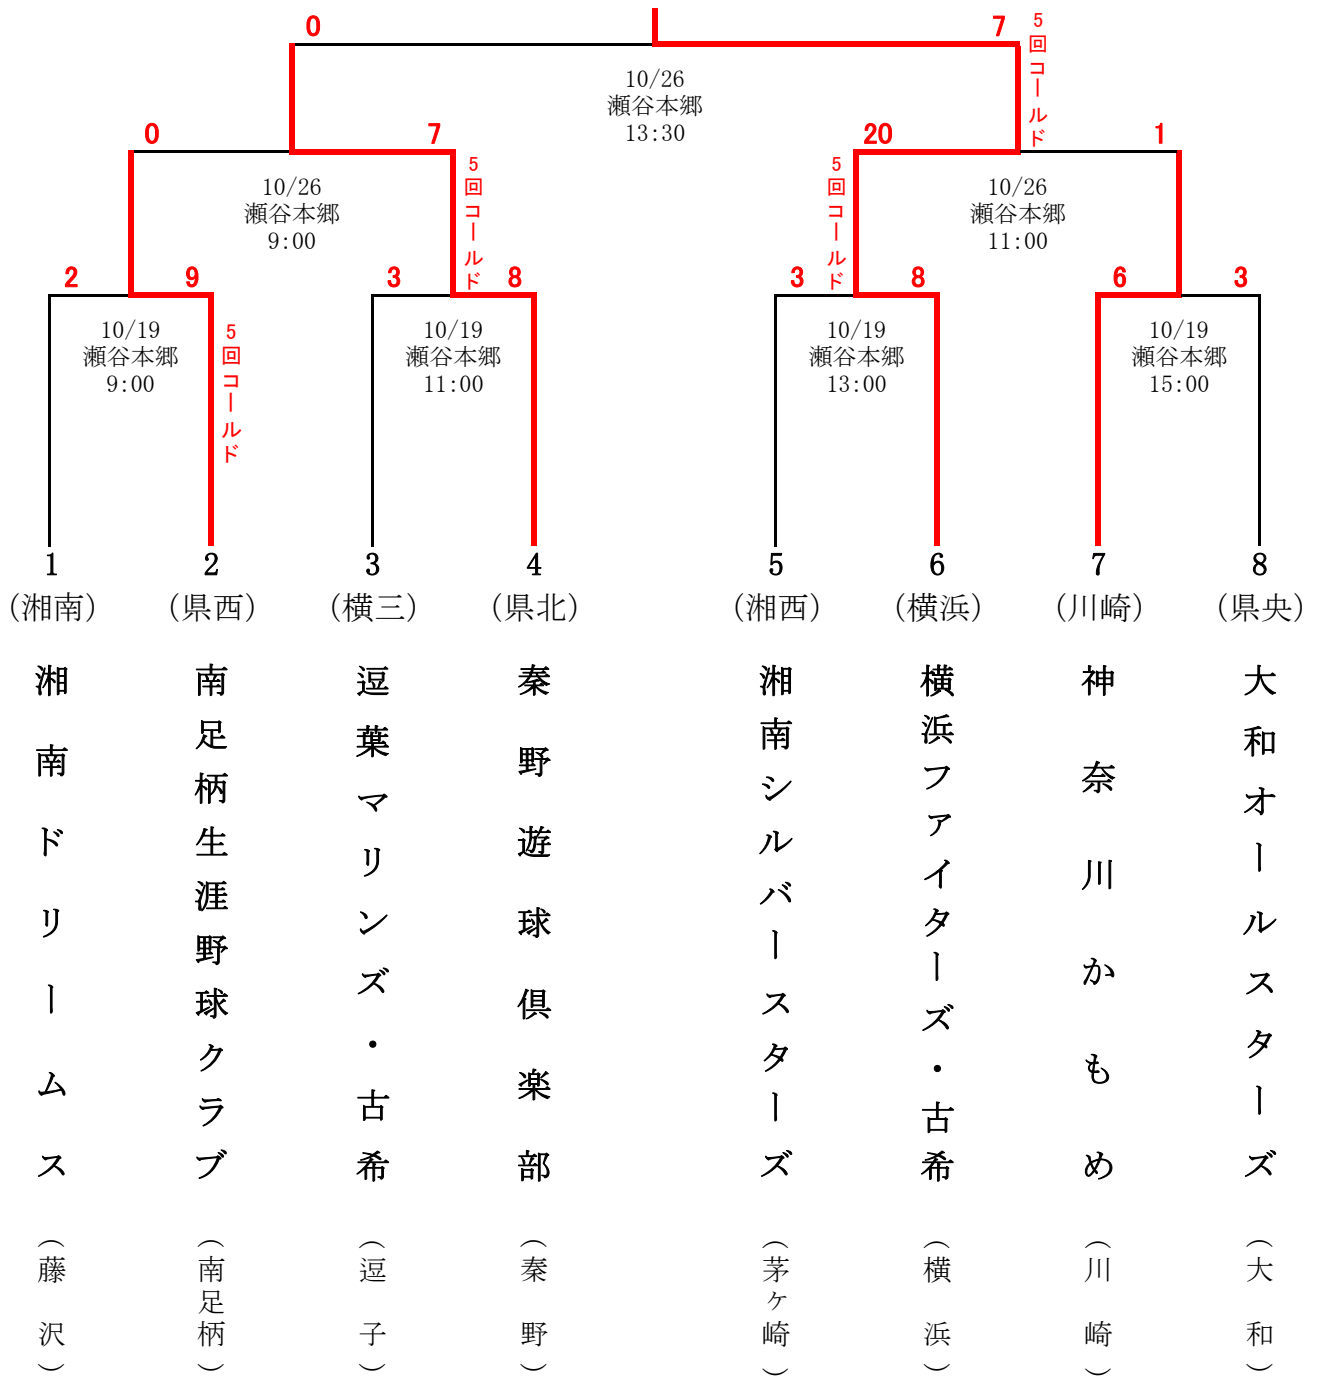 0
7
5回コールド
10/26
瀬谷本郷
13:30
0
7
5回コールド
10/26
瀬谷本郷
9:00
20
1
5回コールド
10/26
瀬谷本郷
11:00
2
9
5回コールド
10/19
瀬谷本郷
9:00
3
8
10/19
瀬谷本郷
11:00
3
8
10/19
瀬谷本郷
13:00
6
3
10/19
瀬谷本郷
15:00
1
(湘南)
湘南ドリームス
(藤沢)
2
(県西)
南足柄生涯野球クラブ
(南足柄)
3
(横三)
逗葉マリンズ・古希
(逗子)
4
(県北)
秦野遊球倶楽部
(秦野)
5
(湘西)
湘南シルバースターズ
(茅ケ崎)
6
(横浜)
横浜ファイターズ・古希
(横浜)
7
(川崎)
神奈川かもめ
(川崎)
8
(県央)
大和オールスターズ
(大和)